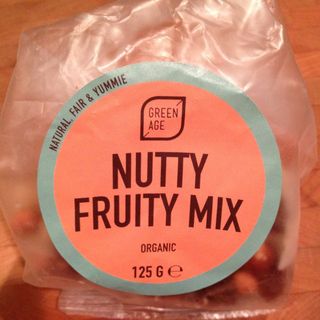 NATURAL, FAIR & YUMMIE
GREEN
AGE
NUTTY
FRUITY MIX
ORGANIC
125 G ℮